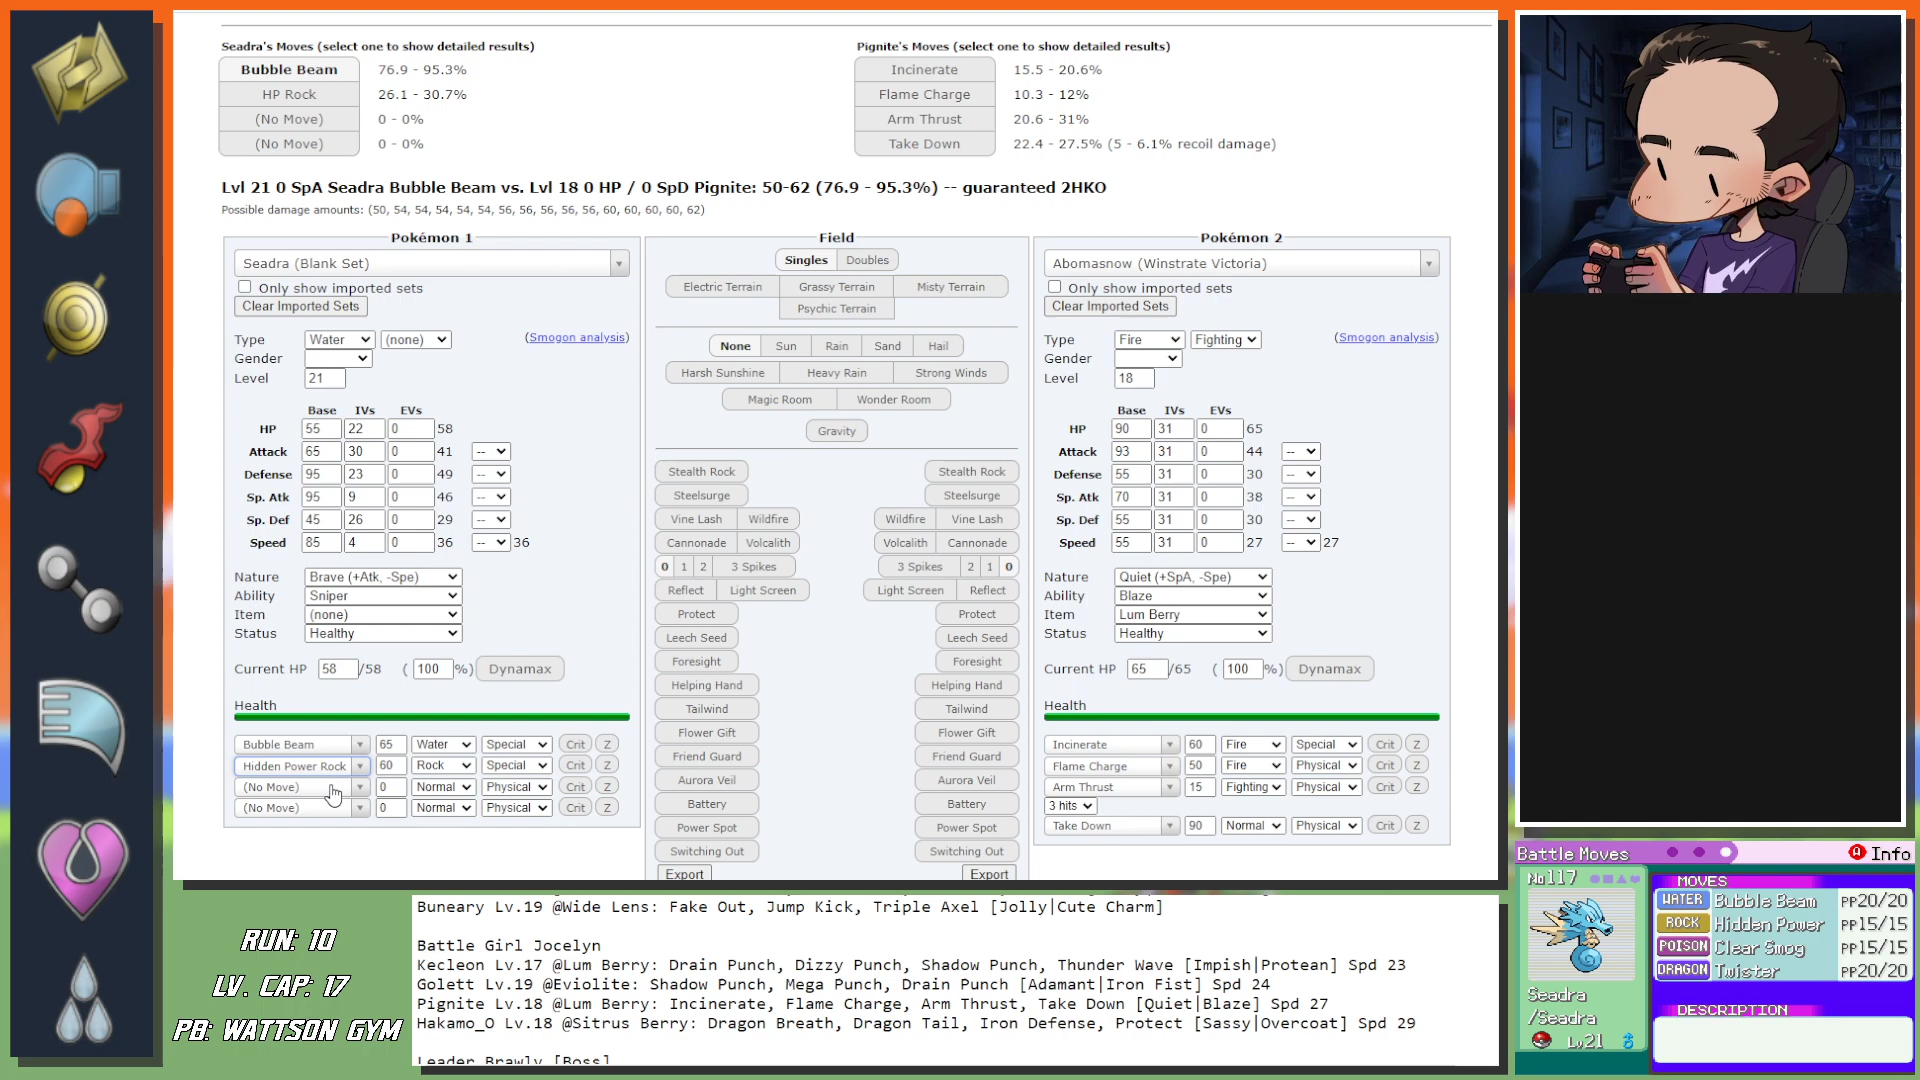 Seadra's Moves (select one to show detailed results)
Bubble Beam 76.9 - 95.3%
HP Rock 26.1 - 30.7%
(No Move) 0 - 0%
(No Move) 0 - 0%
Pignite's Moves (select one to show detailed results)
Incinerate 15.5 - 20.6%
Flame Charge 10.3 - 12%
Arm Thrust 20.6 - 31%
Take Down 22.4 - 27.5% (5 - 6.1% recoil damage)
Lvl 21 0 SpA Seadra Bubble Beam vs. Lvl 18 0 HP / 0 SpD Pignite: 50-62 (76.9 - 95.3%) -- guaranteed 2HKO
Possible damage amounts: (50, 54, 54, 54, 54, 54, 56, 56, 56, 56, 56, 60, 60, 60, 60, 62)
Pokémon 1
Seadra (Blank Set)
Only show imported sets
Clear Imported Sets
Type Water (none) (Smogon analysis)
Gender
Level 21
Base IVs EVs
HP 55 22 0 58
Attack 65 30 0 41 --
Defense 95 23 0 49 --
Sp. Atk 95 9 0 46 --
Sp. Def 45 26 0 29 --
Speed 85 4 0 36 -- 36
Nature Brave (+Atk, -Spe)
Ability Sniper
Item (none)
Status Healthy
Current HP 58 /58 ( 100 %) Dynamax
Health
Bubble Beam 65 Water Special Crit Z
Hidden Power Rock 60 Rock Special Crit Z
(No Move) 0 Normal Physical Crit Z
(No Move) 0 Normal Physical Crit Z
Field
Singles Doubles
Electric Terrain Grassy Terrain Misty Terrain
Psychic Terrain
None Sun Rain Sand Hail
Harsh Sunshine Heavy Rain Strong Winds
Magic Room Wonder Room
Gravity
Stealth Rock Stealth Rock
Steelsurge Steelsurge
Vine Lash Wildfire Wildfire Vine Lash
Cannonade Volcalith Volcalith Cannonade
0 1 2 3 Spikes 3 Spikes 2 1 0
Reflect Light Screen Light Screen Reflect
Protect Protect
Leech Seed Leech Seed
Foresight Foresight
Helping Hand Helping Hand
Tailwind Tailwind
Flower Gift Flower Gift
Friend Guard Friend Guard
Aurora Veil Aurora Veil
Battery Battery
Power Spot Power Spot
Switching Out Switching Out
Export Export
Pokémon 2
Abomasnow (Winstrate Victoria)
Only show imported sets
Clear Imported Sets
Type Fire Fighting (Smogon analysis)
Gender
Level 18
Base IVs EVs
HP 90 31 0 65
Attack 93 31 0 44 --
Defense 55 31 0 30 --
Sp. Atk 70 31 0 38 --
Sp. Def 55 31 0 30 --
Speed 55 31 0 27 -- 27
Nature Quiet (+SpA, -Spe)
Ability Blaze
Item Lum Berry
Status Healthy
Current HP 65 /65 ( 100 %) Dynamax
Health
Incinerate 60 Fire Special Crit Z
Flame Charge 50 Fire Physical Crit Z
Arm Thrust 15 Fighting Physical Crit Z
3 hits
Take Down 90 Normal Physical Crit Z
RUN: 10
LV. CAP: 17
PB: WATTSON GYM
Buneary Lv.19 @Wide Lens: Fake Out, Jump Kick, Triple Axel [Jolly|Cute Charm]
Battle Girl Jocelyn
Kecleon Lv.17 @Lum Berry: Drain Punch, Dizzy Punch, Shadow Punch, Thunder Wave [Impish|Protean] Spd 23
Golett Lv.19 @Eviolite: Shadow Punch, Mega Punch, Drain Punch [Adamant|Iron Fist] Spd 24
Pignite Lv.18 @Lum Berry: Incinerate, Flame Charge, Arm Thrust, Take Down [Quiet|Blaze] Spd 27
Hakamo_O Lv.18 @Sitrus Berry: Dragon Breath, Dragon Tail, Iron Defense, Protect [Sassy|Overcoat] Spd 29
Leader Brawly [Boss]
Battle Moves A Info
No117
MOVES
WATER Bubble Beam PP20/20
ROCK Hidden Power PP15/15
POISON Clear Smog PP15/15
DRAGON Twister PP20/20
Seadra
/Seadra
Lv21 ♂
DESCRIPTION